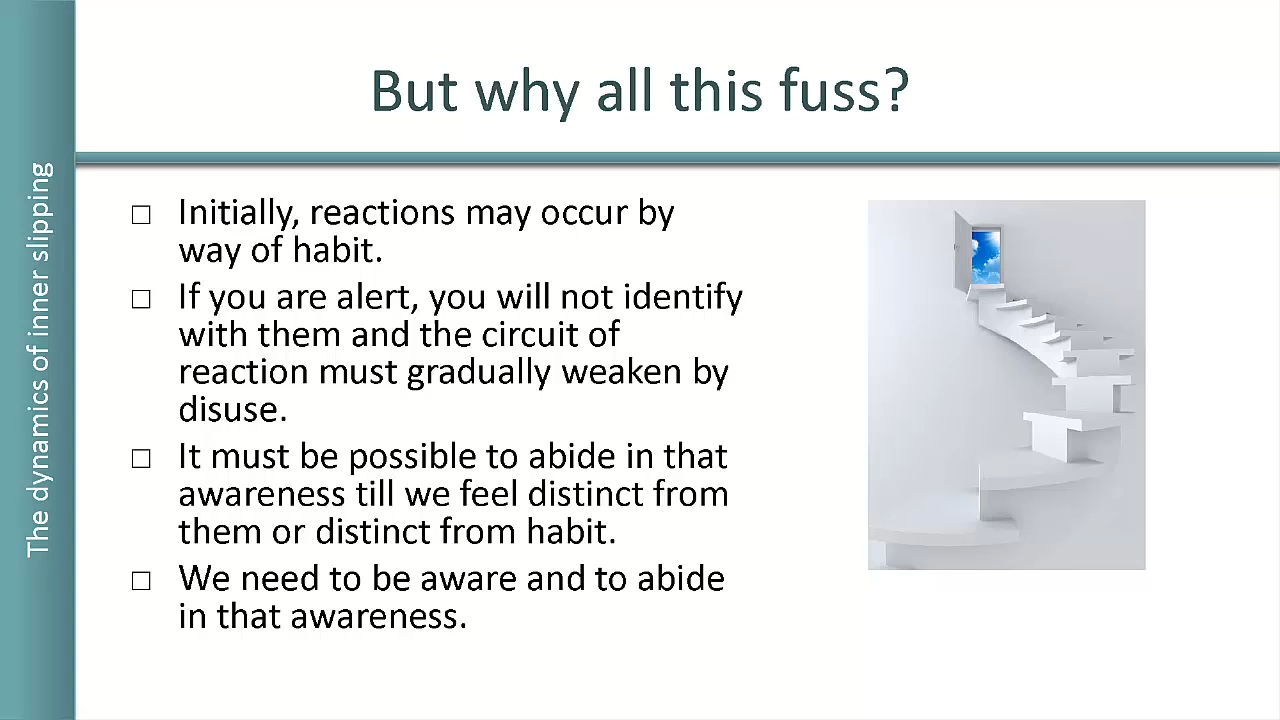 But why all this fuss?
The dynamics of inner slipping
□ Initially, reactions may occur by
way of habit.
□ If you are alert, you will not identify
with them and the circuit of
reaction must gradually weaken by
disuse.
□ It must be possible to abide in that
awareness till we feel distinct from
them or distinct from habit.
□ We need to be aware and to abide
in that awareness.